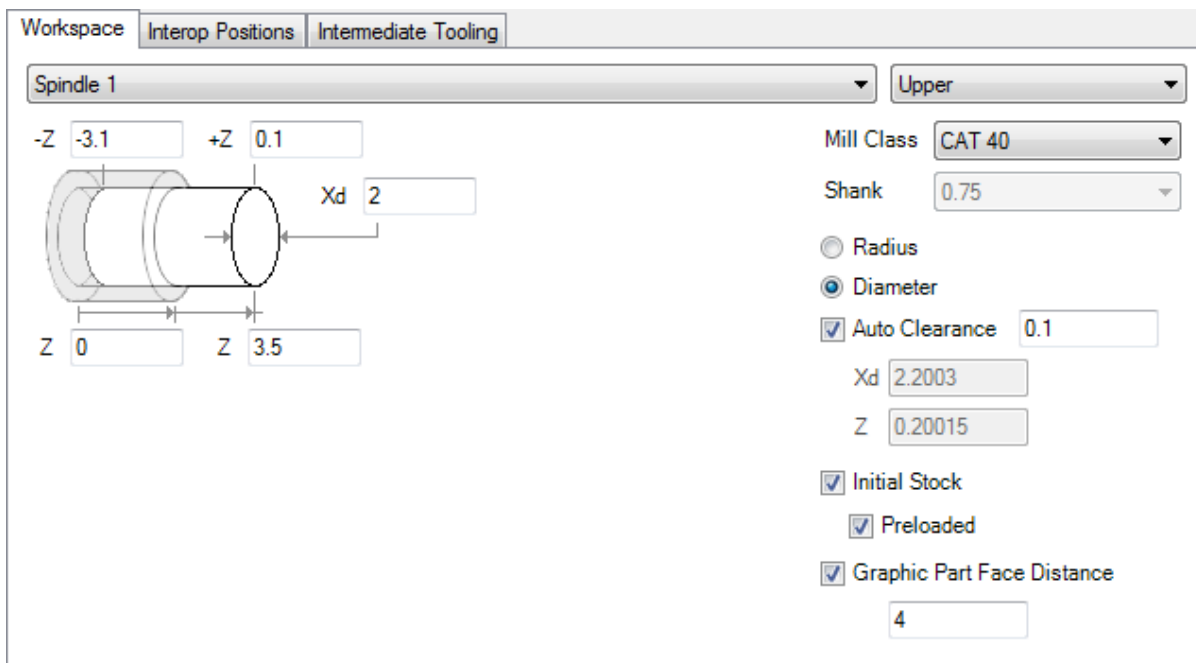 Workspace Interop Positions Intermediate Tooling
Spindle 1 Upper
-Z -3.1 +Z 0.1 Mill Class CAT 40
Xd 2 Shank 0.75
Radius
Diameter
Z 0 Z 3.5 Auto Clearance 0.1
Xd 2.2003
Z 0.20015
Initial Stock
Preloaded
Graphic Part Face Distance
4